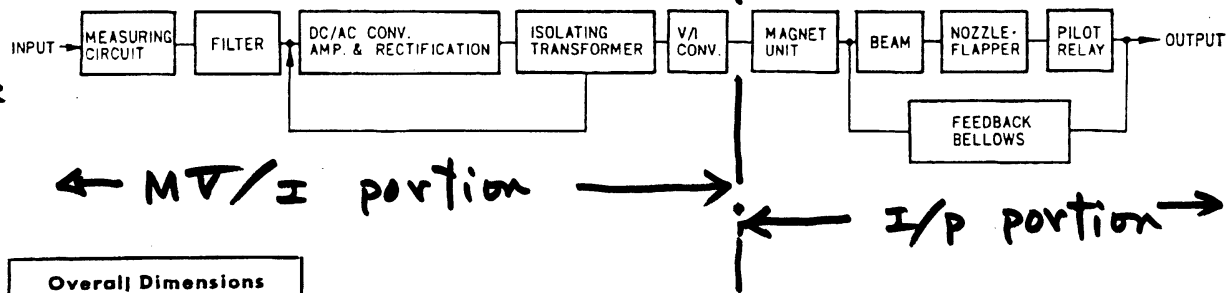 INPUT
MEASURING
CIRCUIT
FILTER
DC/AC CONV.
AMP. & RECTIFICATION
ISOLATING
TRANSFORMER
V/I
CONV.
MAGNET
UNIT
BEAM
NOZZLE-
FLAPPER
PILOT
RELAY
OUTPUT
FEEDBACK
BELLOWS
MV/I portion
I/P portion
Overall Dimensions